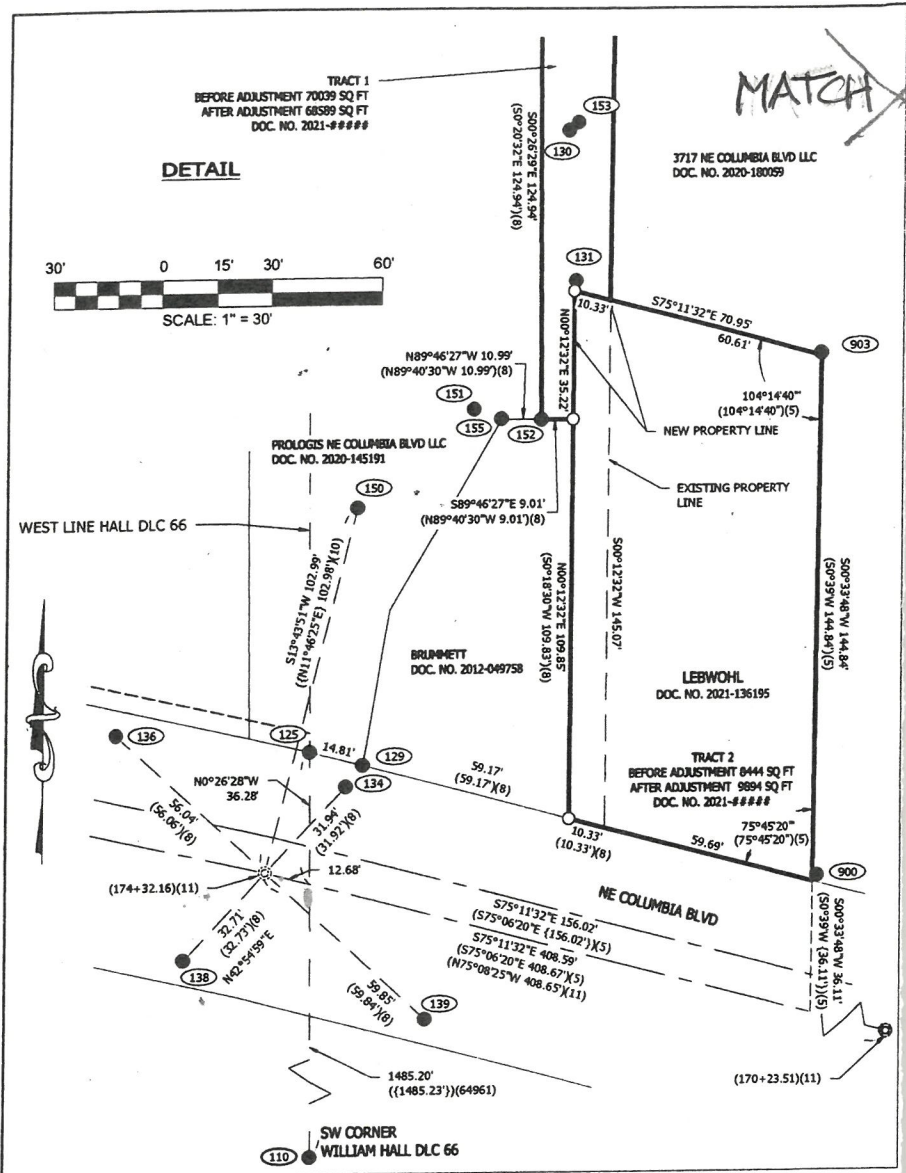 TRACT 1
BEFORE ADJUSTMENT 70039 SQ FT
AFTER ADJUSTMENT 68589 SQ FT
DOC. NO. 2021-#####
MATCH
DETAIL
S00°26'29"E 124.94'
(S0°20'32"E 124.94')(8)
153
130
3717 NE COLUMBIA BLVD LLC
DOC. NO. 2020-180059
30' 0 15' 30' 60'
SCALE: 1" = 30'
131
10.33'
S75°11'32"E 70.95'
60.61'
903
N00°12'32"E 35.22'
N89°46'27"W 10.99'
(N89°40'30"W 10.99')(8)
104°14'40"
(104°14'40")(5)
151
155
152
NEW PROPERTY LINE
PROLOGIS NE COLUMBIA BLVD LLC
DOC. NO. 2020-145191
S89°46'27"E 9.01'
(N89°40'30"W 9.01')(8)
EXISTING PROPERTY
LINE
150
WEST LINE HALL DLC 66
S13°43'51"W 102.99'
({N11°46'25"E} 102.98')(10)
N00°12'32"E 109.85'
(S0°18'30"W 109.83')(8)
S00°12'32"W 145.07'
S00°33'48"W 144.84'
(S0°39'W 144.84')(5)
BRUMMETT
DOC. NO. 2012-049758
LEBWOHL
DOC. NO. 2021-136195
136
125
14.81'
129
134
59.17'
(59.17')(8)
TRACT 2
BEFORE ADJUSTMENT 8444 SQ FT
AFTER ADJUSTMENT 9894 SQ FT
DOC. NO. 2021-#####
N0°26'28"W
36.28'
56.04'
(56.06')(8)
31.94'
(31.92')(8)
10.33'
(10.33')(8)
59.69'
75°45'20"
(75°45'20")(5)
900
12.68'
(174+32.16)(11)
NE COLUMBIA BLVD
S75°11'32"E 156.02'
(S75°06'20"E {156.02'})(5)
S75°11'32"E 408.59'
(S75°06'20"E 408.67')(5)
(N75°08'25"W 408.65')(11)
S00°33'48"W 36.11'
(S0°39'W {36.11'})(5)
32.71'
(32.73')(8)
N42°54'59"E
138
59.85'
(59.84')(8)
139
(170+23.51)(11)
1485.20'
({1485.23'})(64961)
SW CORNER
WILLIAM HALL DLC 66
110